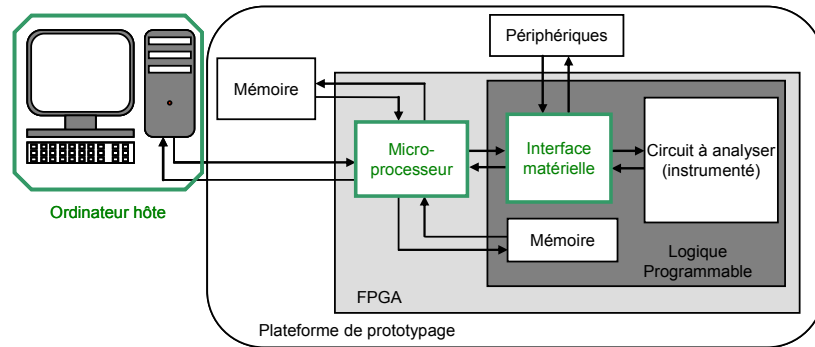 Périphériques
Mémoire
Micro-
processeur
Interface
matérielle
Circuit à analyser
(instrumenté)
Ordinateur hôte
Mémoire
Logique
Programmable
FPGA
Plateforme de prototypage